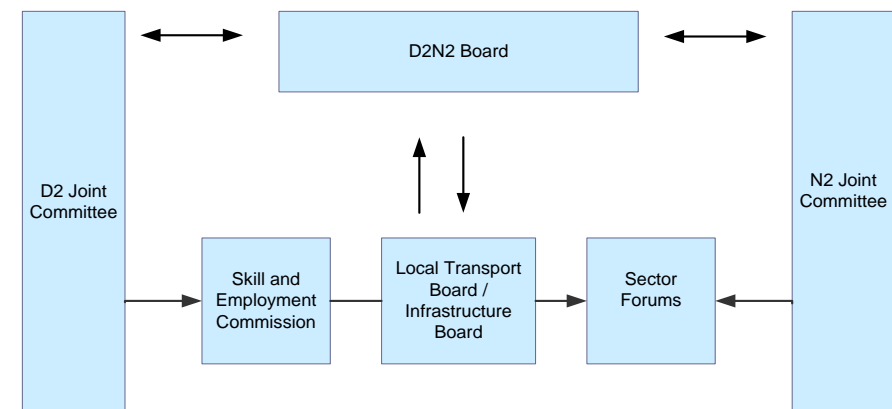 D2N2 Board
D2 Joint
Committee
N2 Joint
Committee
Skill and
Employment
Commission
Local Transport
Board /
Infrastructure
Board
Sector
Forums